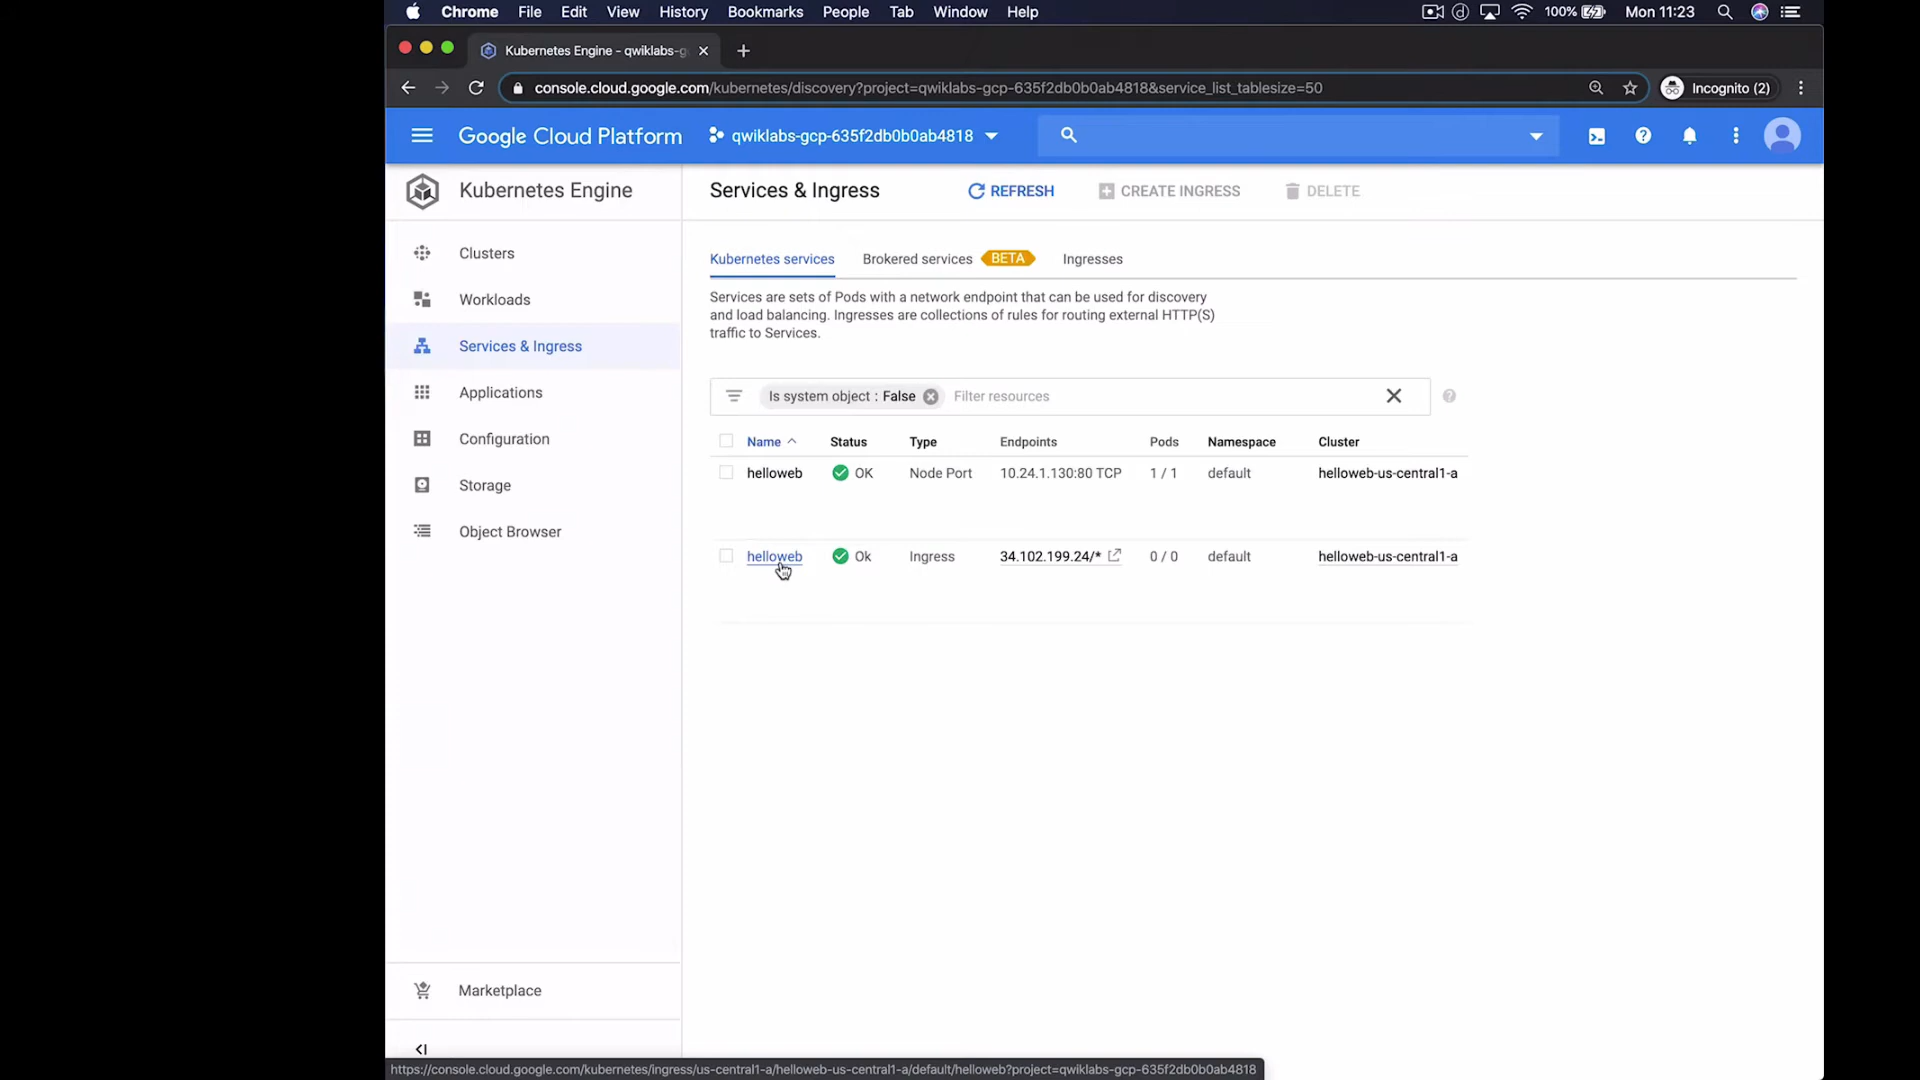 Chrome File Edit View History Bookmarks People Tab Window Help 100% Mon 11:23
Kubernetes Engine - qwiklabs-g
console.cloud.google.com/kubernetes/discovery?project=qwiklabs-gcp-635f2db0b0ab4818&service_list_tablesize=50
Incognito (2)
Google Cloud Platform
qwiklabs-gcp-635f2db0b0ab4818
Kubernetes Engine
Clusters
Workloads
Services & Ingress
Applications
Configuration
Storage
Object Browser
Marketplace
Services & Ingress REFRESH CREATE INGRESS DELETE
Kubernetes services Brokered services BETA Ingresses
Services are sets of Pods with a network endpoint that can be used for discovery
and load balancing. Ingresses are collections of rules for routing external HTTP(S)
traffic to Services.
Is system object : False Filter resources
Name Status Type Endpoints Pods Namespace Cluster
helloweb OK Node Port 10.24.1.130:80 TCP 1 / 1 default helloweb-us-central1-a
helloweb Ok Ingress 34.102.199.24/* 0 / 0 default helloweb-us-central1-a
https://console.cloud.google.com/kubernetes/ingress/us-central1-a/helloweb-us-central1-a/default/helloweb?project=qwiklabs-gcp-635f2db0b0ab4818